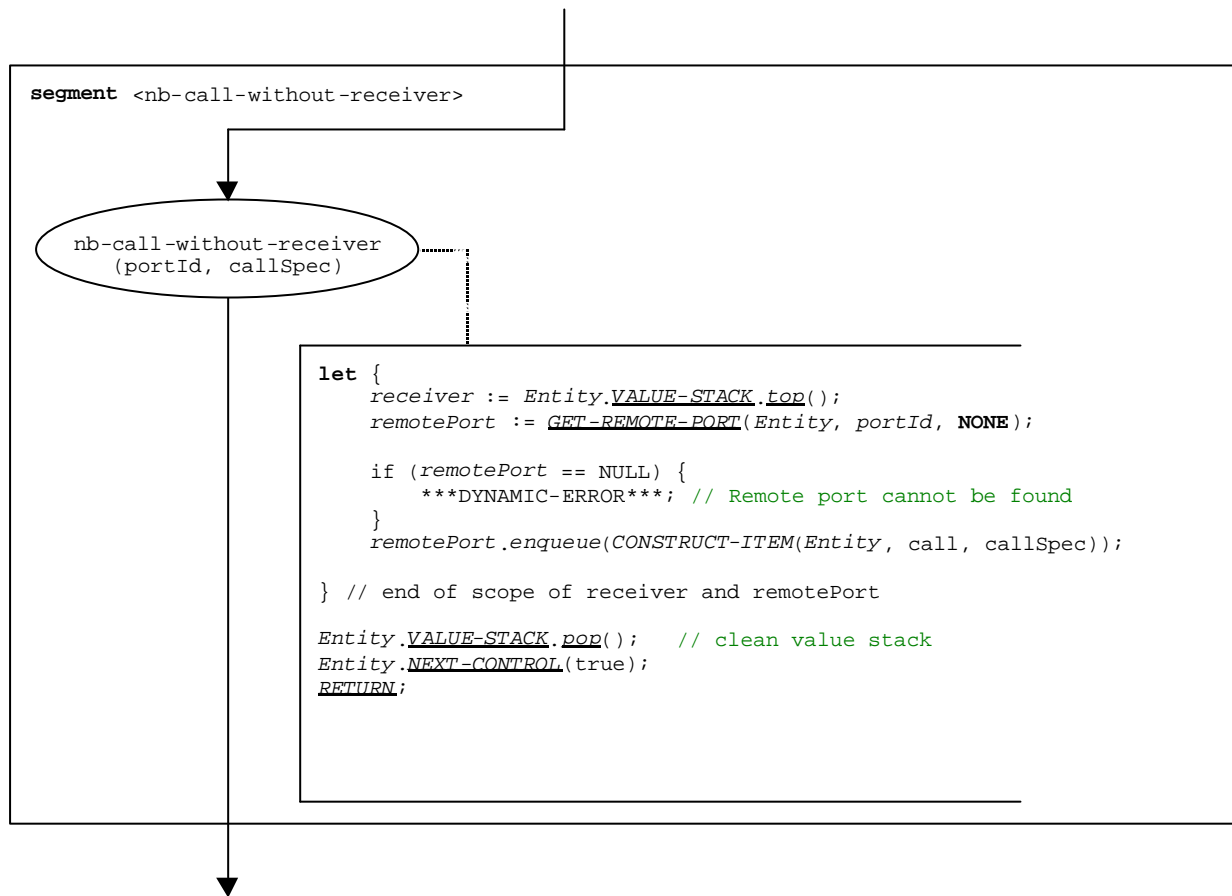 segment <nb-call-without-receiver>
nb-call-without-receiver
(portId, callSpec)
let {
receiver := Entity.VALUE-STACK.top();
remotePort := GET-REMOTE-PORT(Entity, portId, NONE);
if (remotePort == NULL) {
***DYNAMIC-ERROR***; // Remote port cannot be found
}
remotePort.enqueue(CONSTRUCT-ITEM(Entity, call, callSpec));
} // end of scope of receiver and remotePort
Entity.VALUE-STACK.pop(); // clean value stack
Entity.NEXT-CONTROL(true);
RETURN;